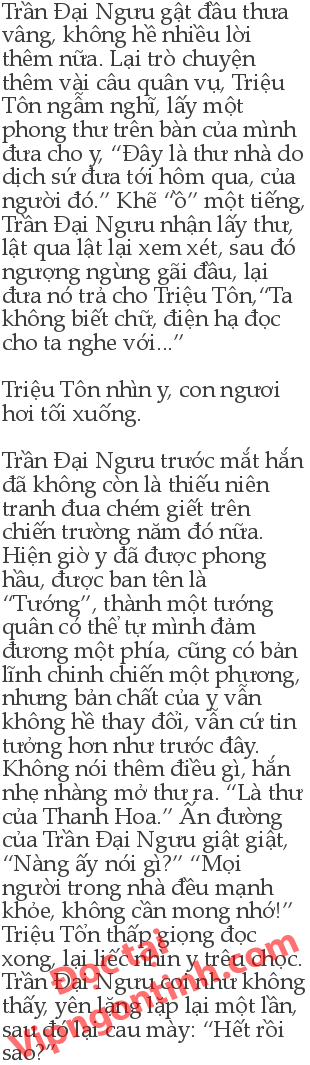 Trần Đại Ngưu gật đầu thưa
vâng, không hề nhiều lời
thêm nữa. Lại trò chuyện
thêm vài câu quân vụ, Triệu
Tôn ngẫm nghĩ, lấy một
phong thư trên bàn của mình
đưa cho y, “Đây là thư nhà do
dịch sứ đưa tới hôm qua, của
người đó.” Khẽ “ồ” một tiếng,
Trần Đại Ngưu nhận lấy thư,
lật qua lật lại xem xét, sau đó
ngượng ngùng gãi đầu, lại
đưa nó trả cho Triệu Tôn,“Ta
không biết chữ, điện hạ đọc
cho ta nghe với...”
Triệu Tôn nhìn y, con ngươi
hơi tối xuống.
Trần Đại Ngưu trước mắt hắn
đã không còn là thiếu niên
tranh đua chém giết trên
chiến trường năm đó nữa.
Hiện giờ y đã được phong
hầu, được ban tên là
“Tướng”, thành một tướng
quân có thể tự mình đảm
đương một phía, cũng có bản
lĩnh chinh chiến một phương,
nhưng bản chất của y vẫn
không hề thay đổi, vẫn cứ tin
tưởng hơn như trước đây.
Không nói thêm điều gì, hắn
nhẹ nhàng mở thư ra. “Là thư
của Thanh Hoa.” Ấn đường
của Trần Đại Ngưu giật giật,
“Nàng ấy nói gì?” “Mọi
người trong nhà đều mạnh
khỏe, không cần mong nhớ!”
Triệu Tổn thấp giọng đọc
xong, lại liếc nhìn y trêu chọc.
Trần Đại Ngưu coi như không
thấy, yên lặng lặp lại một lần,
sau đó lại cau mày: “Hết rồi
sao?”
Đọc tại
Vipngontinh.com